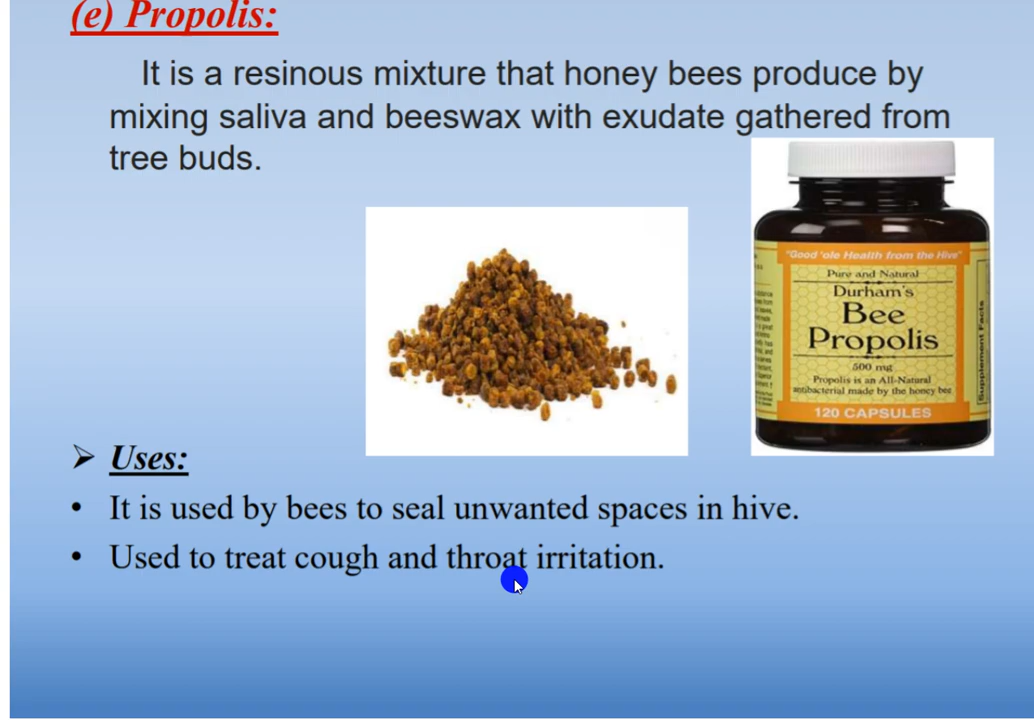 (e) Propolis:
It is a resinous mixture that honey bees produce by
mixing saliva and beeswax with exudate gathered from
tree buds.
"Good 'ole Health from the Hive"
Pure and Natural
Durham's
Bee
Propolis
500 mg
Propolis is an All-Natural
antibacterial made by the honey bee
120 CAPSULES
Supplement Facts
➢ Uses:
• It is used by bees to seal unwanted spaces in hive.
• Used to treat cough and throat irritation.